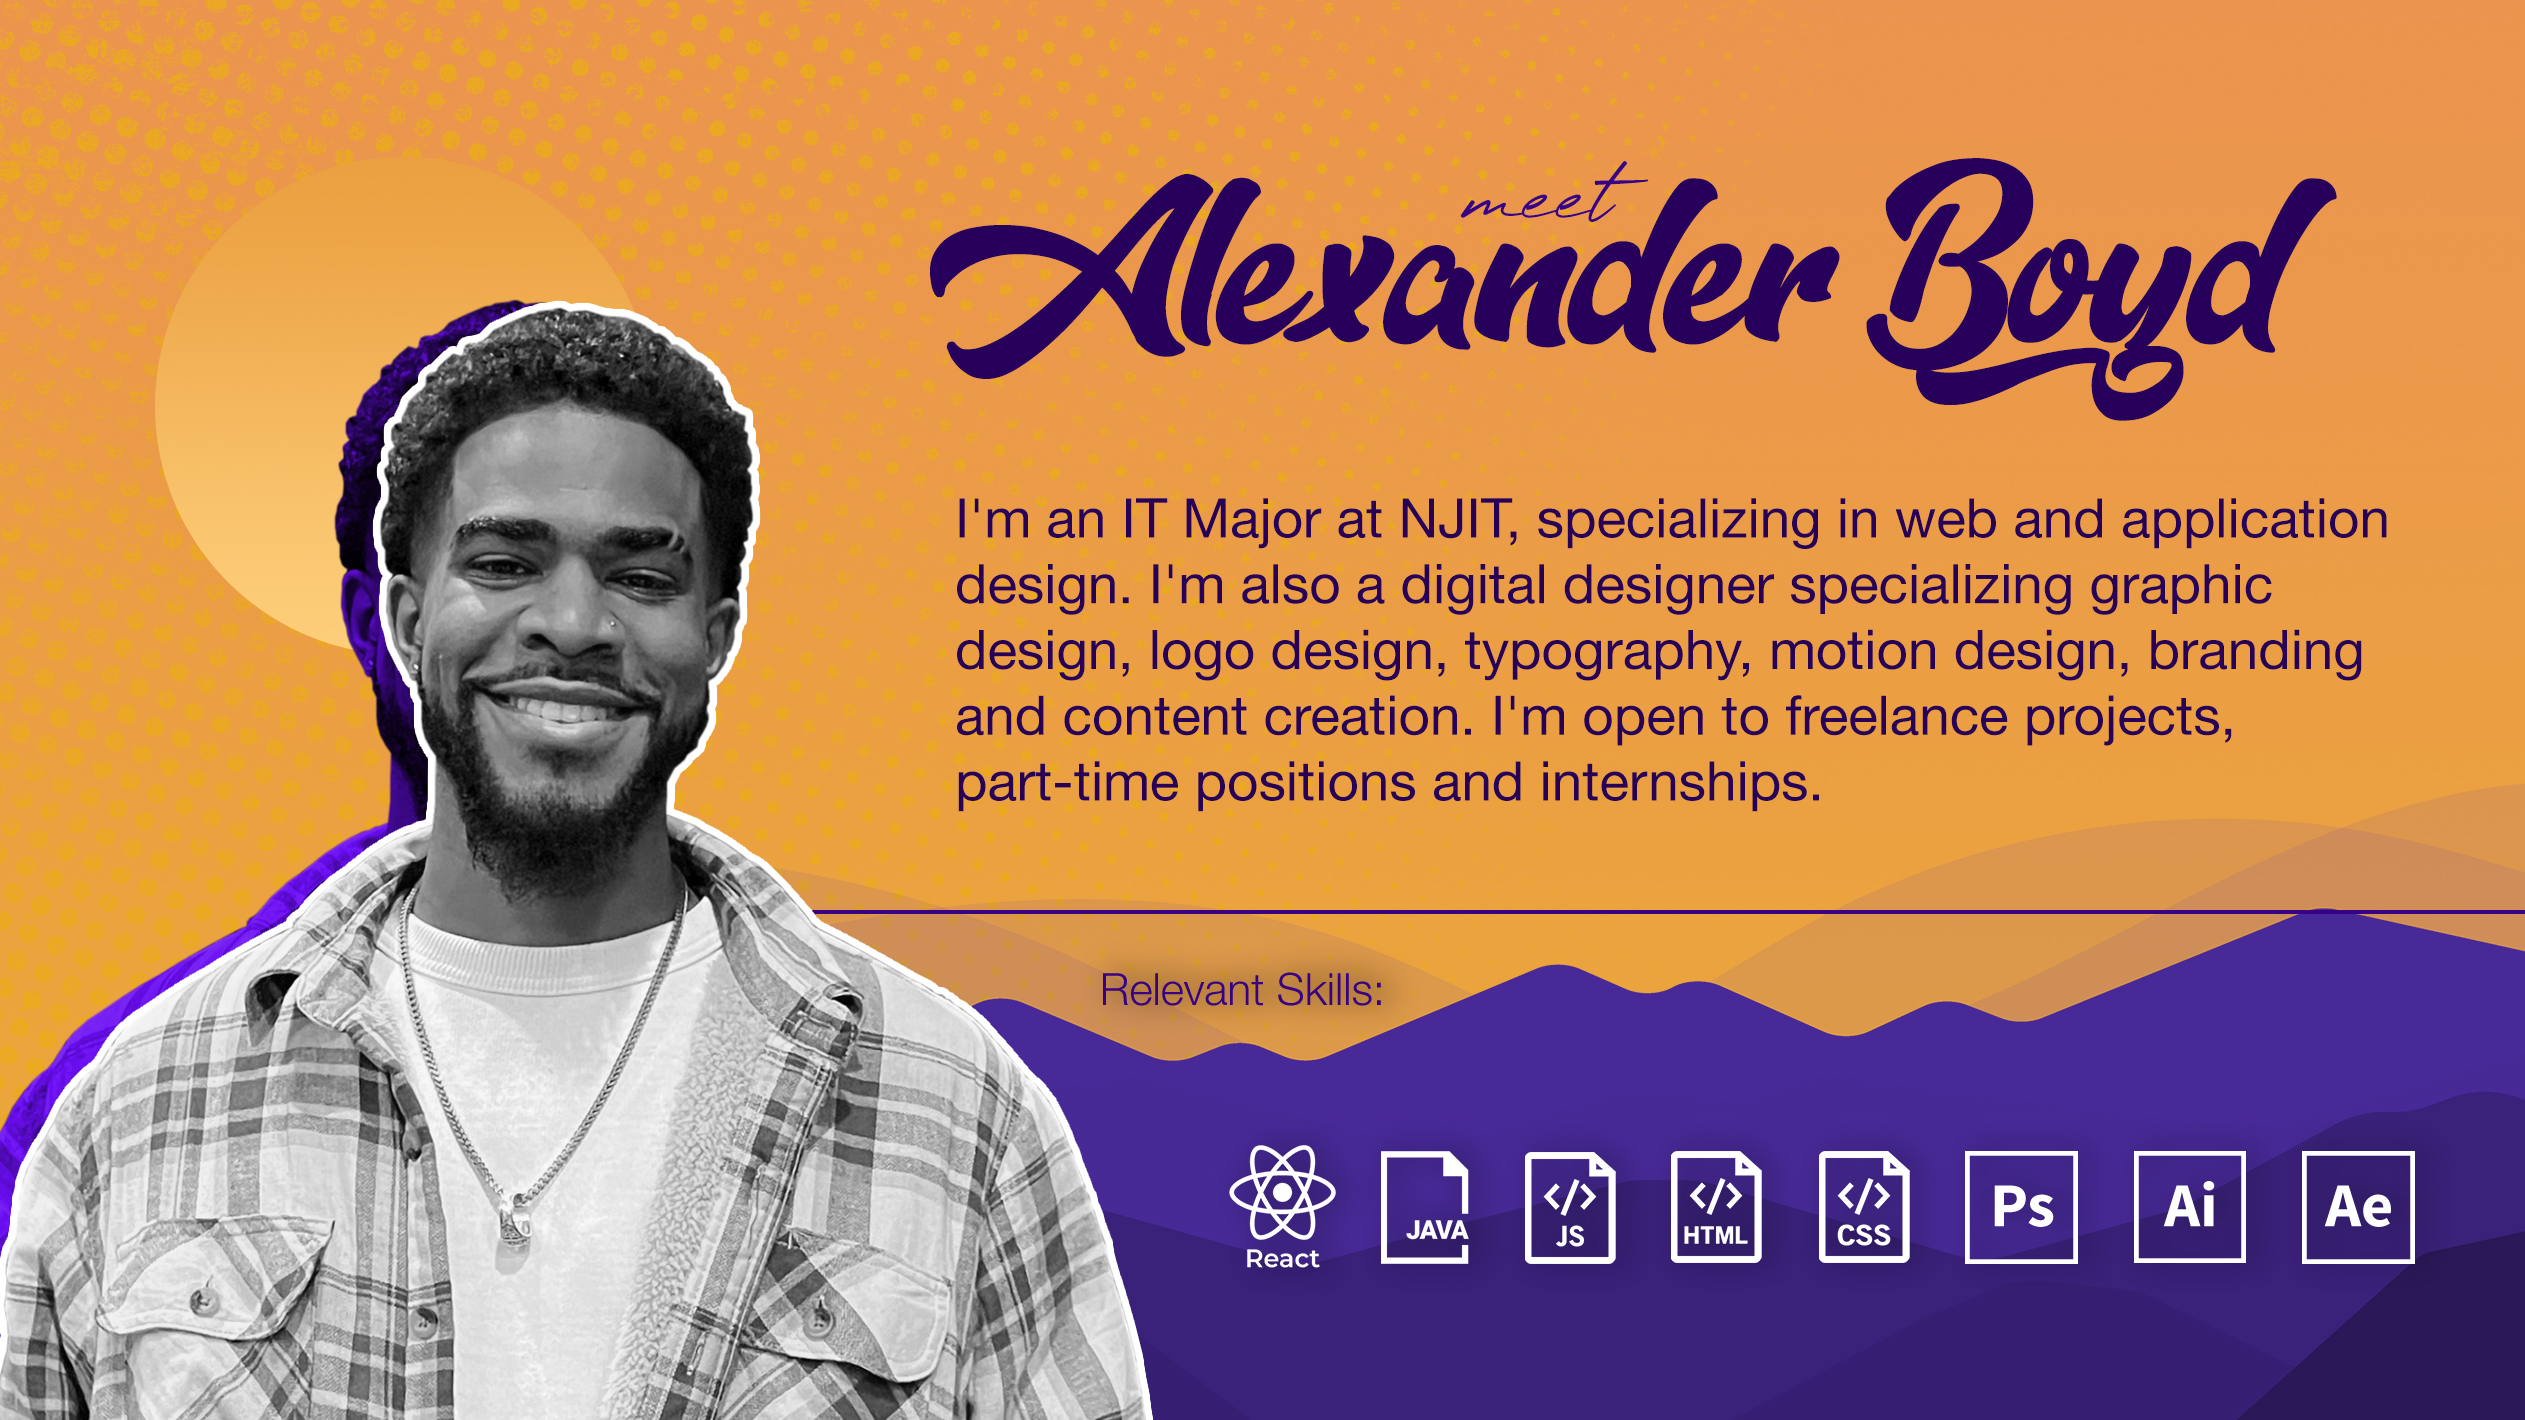 meet
Alexander Boyd
I'm an IT Major at NJIT, specializing in web and application
design. I'm also a digital designer specializing graphic
design, logo design, typography, motion design, branding
and content creation. I'm open to freelance projects,
part-time positions and internships.
Relevant Skills:
React
JAVA
</> JS
</> HTML
</> CSS
Ps
Ai
Ae